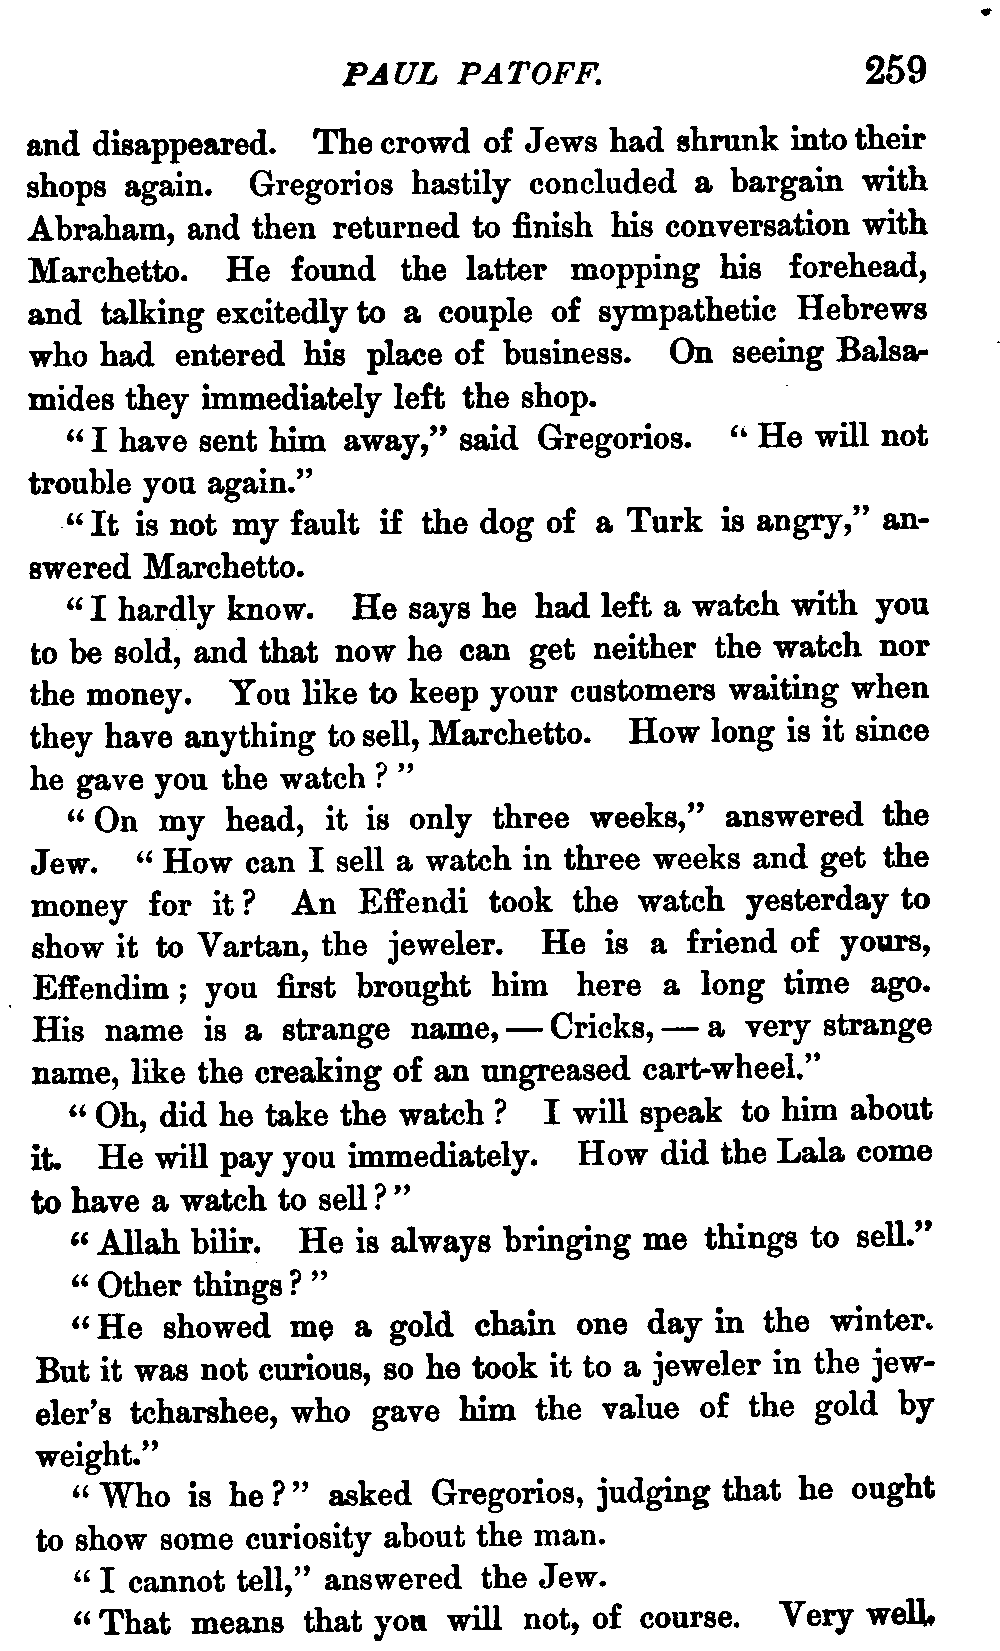 PAUL PATOFF. 259
and disappeared. The crowd of Jews had shrunk into their
shops again. Gregorios hastily concluded a bargain with
Abraham, and then returned to finish his conversation with
Marchetto. He found the latter mopping his forehead,
and talking excitedly to a couple of sympathetic Hebrews
who had entered his place of business. On seeing Balsa-
mides they immediately left the shop.
"I have sent him away," said Gregorios. "He will not
trouble you again."
"It is not my fault if the dog of a Turk is angry," an-
swered Marchetto.
"I hardly know. He says he had left a watch with you
to be sold, and that now he can get neither the watch nor
the money. You like to keep your customers waiting when
they have anything to sell, Marchetto. How long is it since
he gave you the watch?"
"On my head, it is only three weeks," answered the
Jew. "How can I sell a watch in three weeks and get the
money for it? An Effendi took the watch yesterday to
show it to Vartan, the jeweler. He is a friend of yours,
Effendim; you first brought him here a long time ago.
His name is a strange name, — Cricks, — a very strange
name, like the creaking of an ungreased cart-wheel."
"Oh, did he take the watch? I will speak to him about
it. He will pay you immediately. How did the Lala come
to have a watch to sell?"
"Allah bilir. He is always bringing me things to sell."
"Other things?"
"He showed me a gold chain one day in the winter.
But it was not curious, so he took it to a jeweler in the jew-
eler's tcharshee, who gave him the value of the gold by
weight."
"Who is he?" asked Gregorios, judging that he ought
to show some curiosity about the man.
"I cannot tell," answered the Jew.
"That means that you will not, of course. Very well.